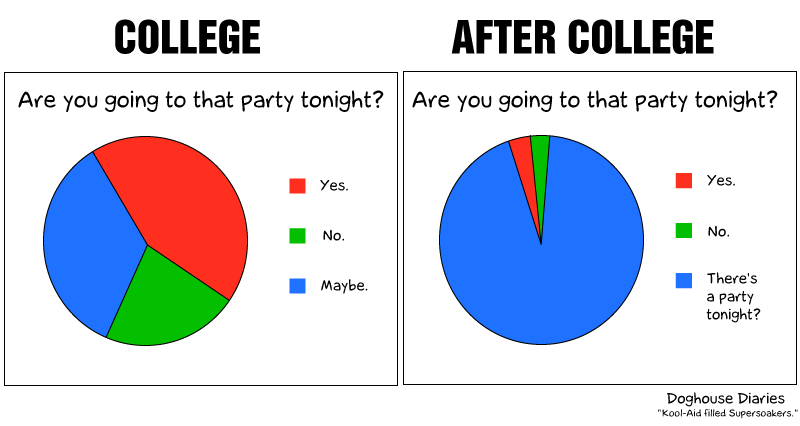 COLLEGE
Are you going to that party tonight?
Yes.
No.
Maybe.
AFTER COLLEGE
Are you going to that party tonight?
Yes.
No.
There's
a party
tonight?
Doghouse Diaries
"Kool-Aid filled Supersoakers."